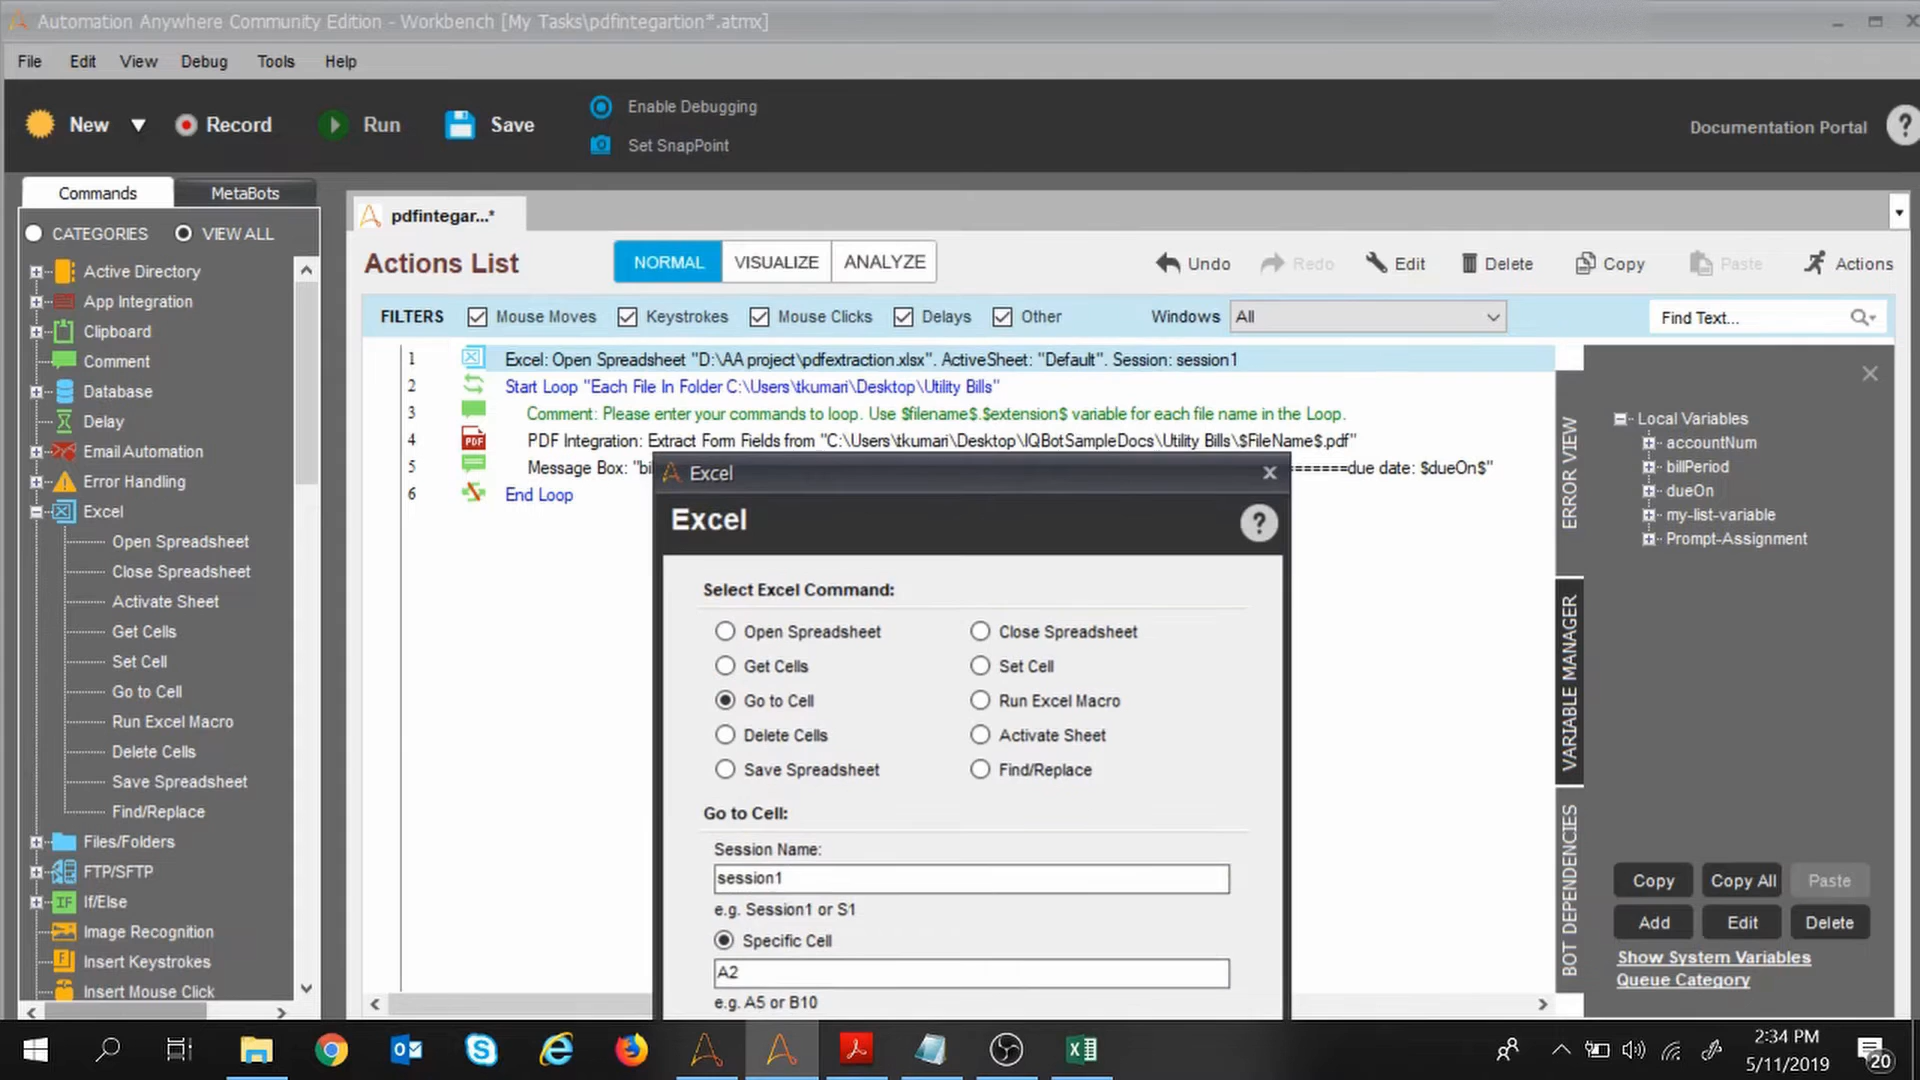 Automation Anywhere Community Edition - Workbench [My Tasks\pdfintegartion*.atmx]
File Edit View Debug Tools Help
New Record Run Save
Enable Debugging
Set SnapPoint
Documentation Portal ?
Commands MetaBots
CATEGORIES VIEW ALL
Active Directory
App Integration
Clipboard
Comment
Database
Delay
Email Automation
Error Handling
Excel
Open Spreadsheet
Close Spreadsheet
Activate Sheet
Get Cells
Set Cell
Go to Cell
Run Excel Macro
Delete Cells
Save Spreadsheet
Find/Replace
Files/Folders
FTP/SFTP
IF If/Else
Image Recognition
Insert Keystrokes
Insert Mouse Click
pdfintegar...*
Actions List NORMAL VISUALIZE ANALYZE Undo Redo Edit Delete Copy Paste Actions
FILTERS Mouse Moves Keystrokes Mouse Clicks Delays Other Windows All Find Text...
1 Excel: Open Spreadsheet "D:\AA project\pdfextraction.xlsx". ActiveSheet: "Default". Session: session1
2 Start Loop "Each File In Folder C:\Users\tkumari\Desktop\Utility Bills"
3 Comment: Please enter your commands to loop. Use $filename$.$extension$ variable for each file name in the Loop.
4 PDF PDF Integration: Extract Form Fields from "C:\Users\tkumari\Desktop\IQBotSampleDocs\Utility Bills\$FileName$.pdf"
5 Message Box: "bi =======due date: $dueOn$"
6 End Loop
Excel
Excel ?
Select Excel Command:
Open Spreadsheet Close Spreadsheet
Get Cells Set Cell
Go to Cell Run Excel Macro
Delete Cells Activate Sheet
Save Spreadsheet Find/Replace
Go to Cell:
Session Name:
session1
e.g. Session1 or S1
Specific Cell
A2
e.g. A5 or B10
ERROR VIEW
VARIABLE MANAGER
BOT DEPENDENCIES
Local Variables
accountNum
billPeriod
dueOn
my-list-variable
Prompt-Assignment
Copy Copy All Paste
Add Edit Delete
Show System Variables
Queue Category
2:34 PM
5/11/2019
20